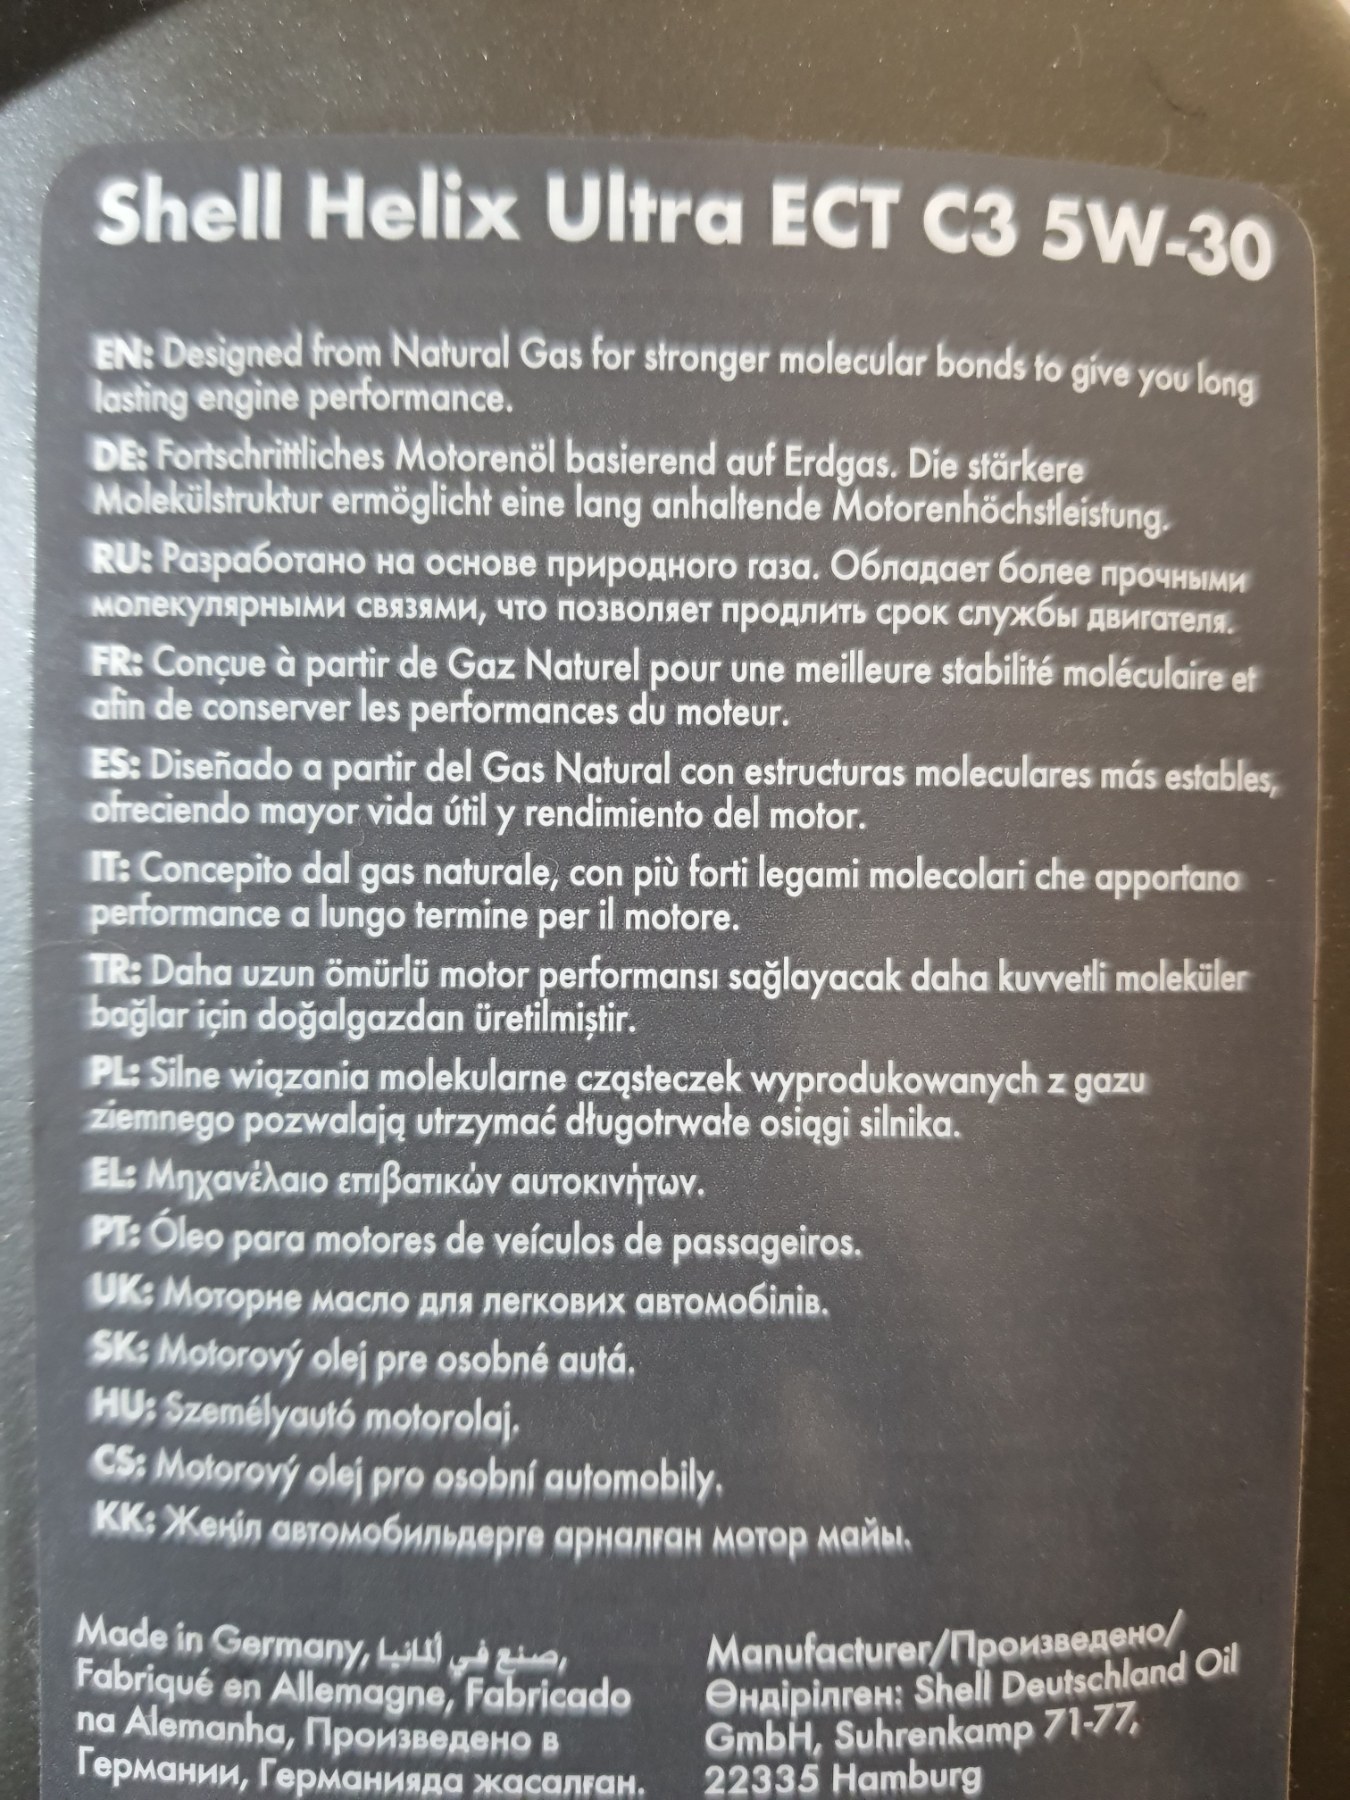 Shell Helix Ultra ECT C3 5W-30
EN: Designed from Natural Gas for stronger molecular bonds to give you long
lasting engine performance.
DE: Fortschrittliches Motorenöl basierend auf Erdgas. Die stärkere
Molekülstruktur ermöglicht eine lang anhaltende Motorenhöchstleistung.
RU: Разработано на основе природного газа. Обладает более прочными
молекулярными связями, что позволяет продлить срок службы двигателя.
FR: Conçue à partir de Gaz Naturel pour une meilleure stabilité moléculaire et
afin de conserver les performances du moteur.
ES: Diseñado a partir del Gas Natural con estructuras moleculares más estables,
ofreciendo mayor vida útil y rendimiento del motor.
IT: Concepito dal gas naturale, con più forti legami molecolari che apportano
performance a lungo termine per il motore.
TR: Daha uzun ömürlü motor performansı sağlayacak daha kuvvetli moleküler
bağlar için doğalgazdan üretilmiştir.
PL: Silne wiązania molekularne cząsteczek wyprodukowanych z gazu
ziemnego pozwalają utrzymać długotrwałe osiągi silnika.
EL: Μηχανέλαιο επιβατικών αυτοκινήτων.
PT: Óleo para motores de veículos de passageiros.
UK: Моторне масло для легкових автомобілів.
SK: Motorový olej pre osobné autá.
HU: Személyautó motorolaj.
CS: Motorový olej pro osobní automobily.
KK: Жеңіл автомобильдерге арналған мотор майы.
Made in Germany, صنع في ألمانيا,
Fabriqué en Allemagne, Fabricado
na Alemanha, Произведено в
Германии, Германияда жасалған.
Manufacturer/Произведено/
Өндірілген: Shell Deutschland Oil
GmbH, Suhrenkamp 71-77,
22335 Hamburg